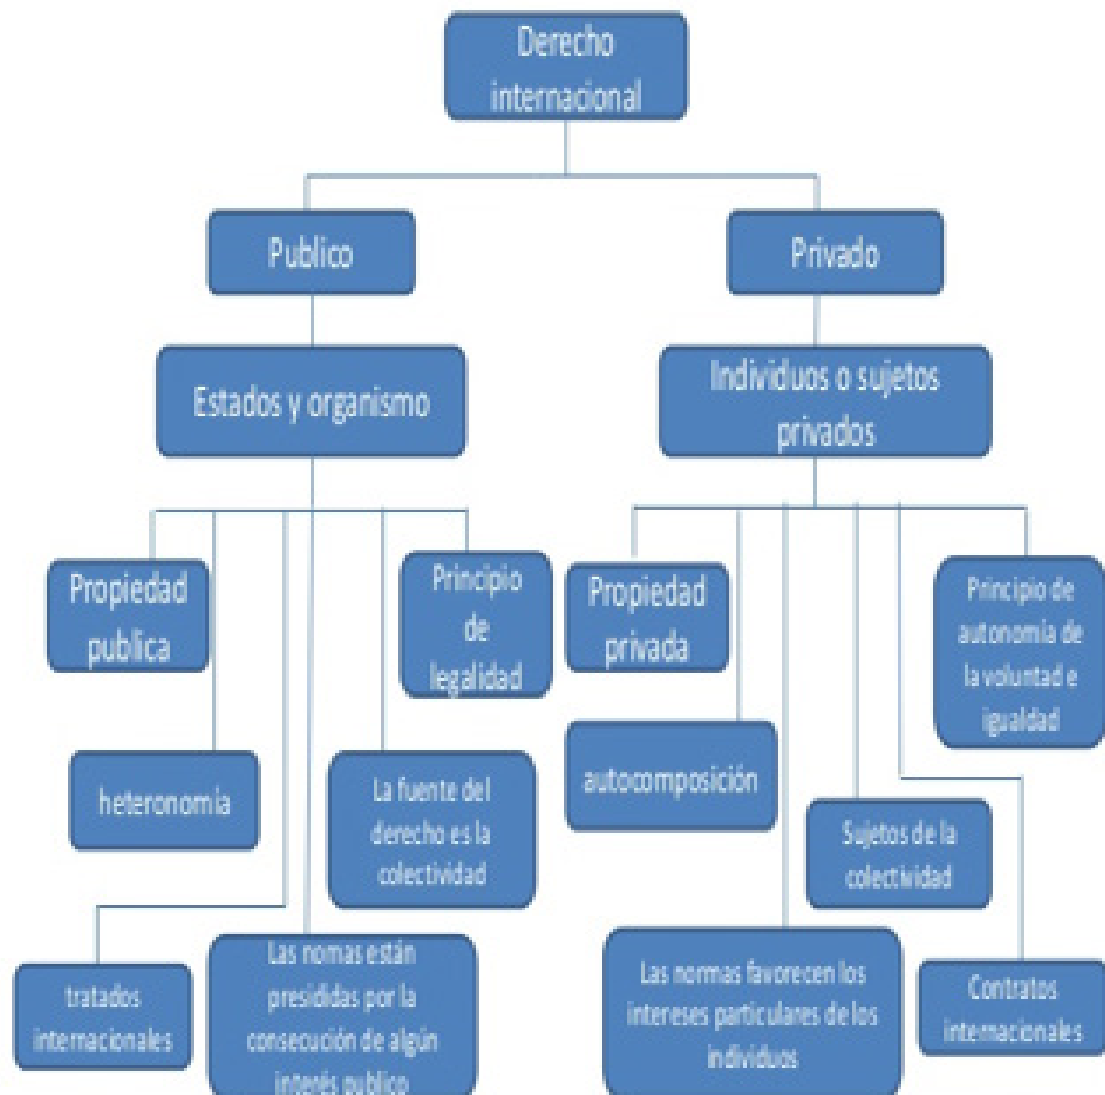 Derecho
internacional
Publico
Privado
Estados y organismo
Individuos o sujetos
privados
Propiedad
publica
Principio
de
legalidad
Propiedad
privada
Principio de
autonomía de
la voluntad e
igualdad
heteronomía
La fuente del
derecho es la
colectividad
autocomposición
Sujetos de la
colectividad
tratados
internacionales
Las nomas están
presididas por la
consecución de algún
interés publico
Las normas favorecen los
intereses particulares de los
individuos
Contratos
internacionales